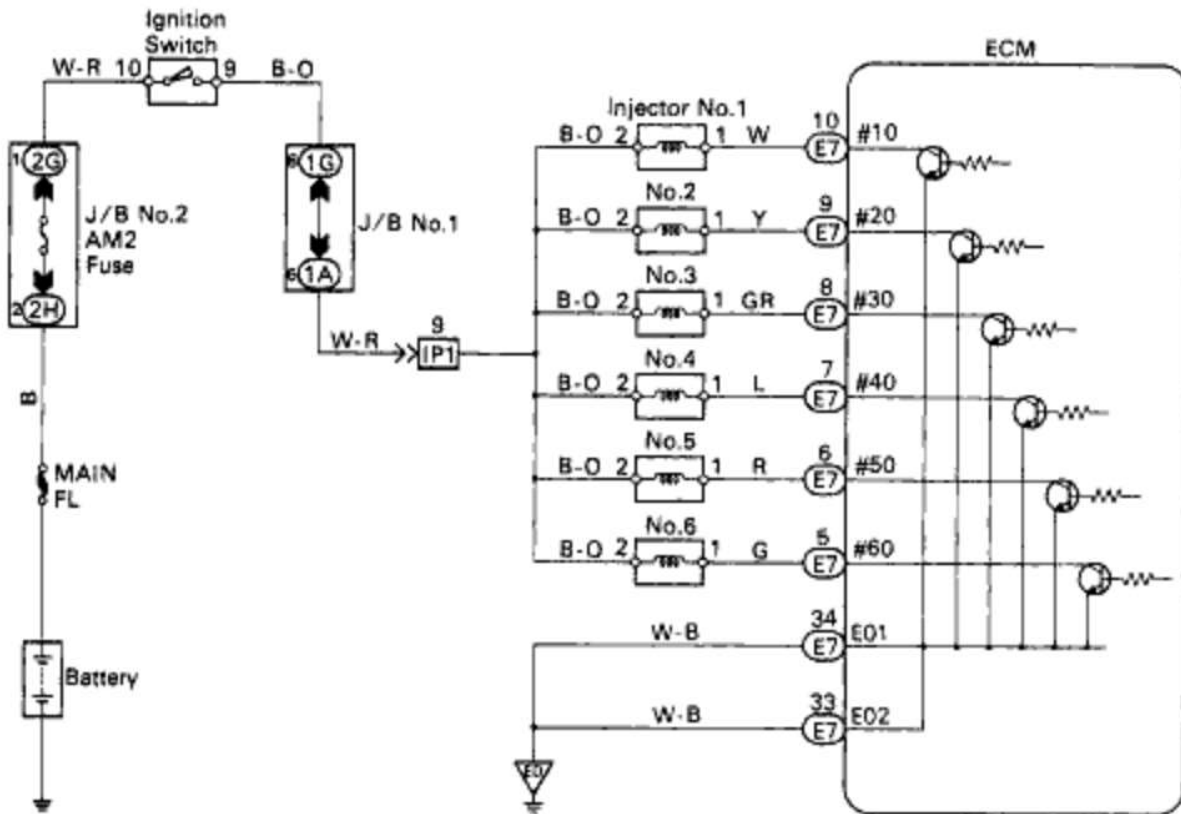 Ignition
Switch
W-R 10 9 B-O
1 2G
J/B No.2
AM2
Fuse
2 2H
B
MAIN
FL
Battery
1G
J/B No.1
1A
W-R
9
IP1
ECM
Injector No.1
B-O 2 1 W 10 E7 #10
No.2
B-O 2 1 Y 9 E7 #20
No.3
B-O 2 1 GR 8 E7 #30
No.4
B-O 2 1 L 7 E7 #40
No.5
B-O 2 1 R 6 E7 #50
No.6
B-O 2 1 G 5 E7 #60
W-B 34 E7 E01
W-B 33 E7 E02